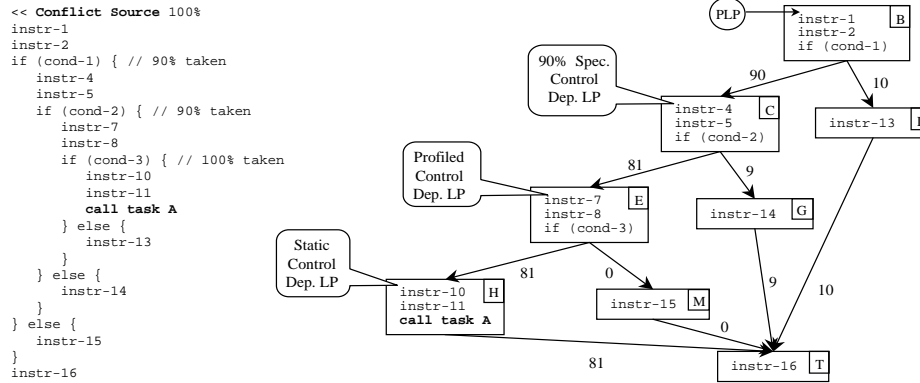 << Conflict Source 100%
instr-1
instr-2
if (cond-1) { // 90% taken
instr-4
instr-5
if (cond-2) { // 90% taken
instr-7
instr-8
if (cond-3) { // 100% taken
instr-10
instr-11
call task A
} else {
instr-13
}
} else {
instr-14
}
} else {
instr-15
}
instr-16
PLP
instr-1
instr-2
if (cond-1)
B
90
10
90% Spec.
Control
Dep. LP
instr-4
instr-5
if (cond-2)
C
instr-13
81
9
Profiled
Control
Dep. LP
instr-7
instr-8
if (cond-3)
E
instr-14
G
81
0
9
10
Static
Control
Dep. LP
instr-10
instr-11
call task A
H
instr-15
M
0
81
instr-16
T